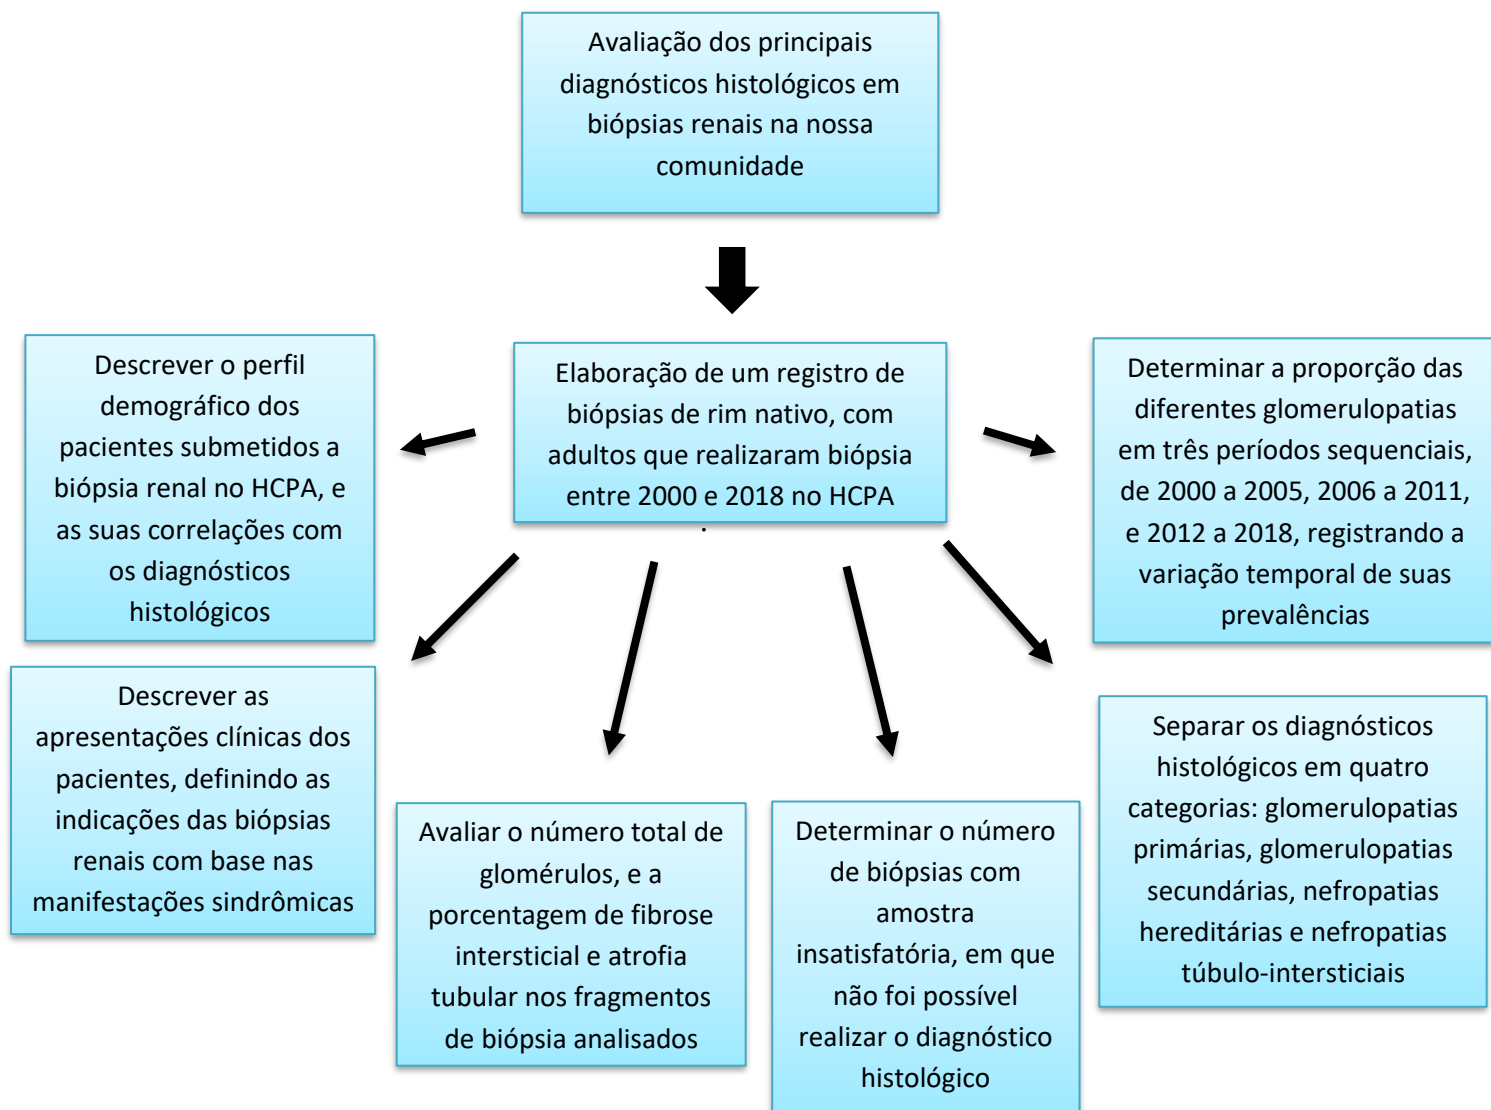 Avaliação dos principais
diagnósticos histológicos em
biópsias renais na nossa
comunidade
Descrever o perfil
demográfico dos
pacientes submetidos a
biópsia renal no HCPA, e
as suas correlações com
os diagnósticos
histológicos
Elaboração de um registro de
biópsias de rim nativo, com
adultos que realizaram biópsia
entre 2000 e 2018 no HCPA
.
Determinar a proporção das
diferentes glomerulopatias
em três períodos sequenciais,
de 2000 a 2005, 2006 a 2011,
e 2012 a 2018, registrando a
variação temporal de suas
prevalências
Descrever as
apresentações clínicas dos
pacientes, definindo as
indicações das biópsias
renais com base nas
manifestações sindrômicas
Avaliar o número total de
glomérulos, e a
porcentagem de fibrose
intersticial e atrofia
tubular nos fragmentos
de biópsia analisados
Determinar o número
de biópsias com
amostra
insatisfatória, em que
não foi possível
realizar o diagnóstico
histológico
Separar os diagnósticos
histológicos em quatro
categorias: glomerulopatias
primárias, glomerulopatias
secundárias, nefropatias
hereditárias e nefropatias
túbulo-intersticiais